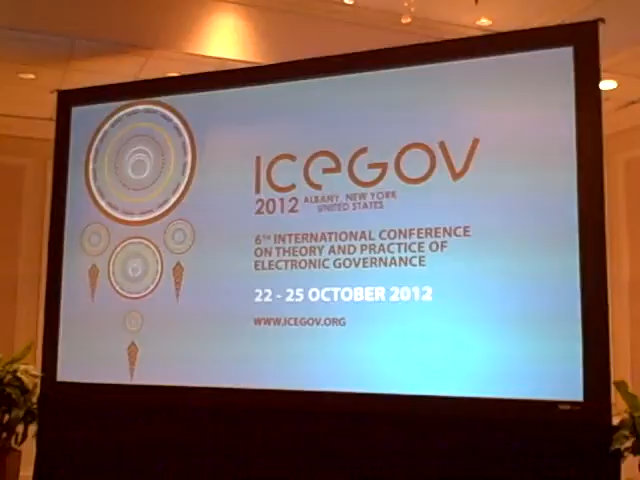 ICEGOV
2012 ALBANY, NEW YORK
UNITED STATES
6TH INTERNATIONAL CONFERENCE
ON THEORY AND PRACTICE OF
ELECTRONIC GOVERNANCE
22 - 25 OCTOBER 2012
WWW.ICEGOV.ORG